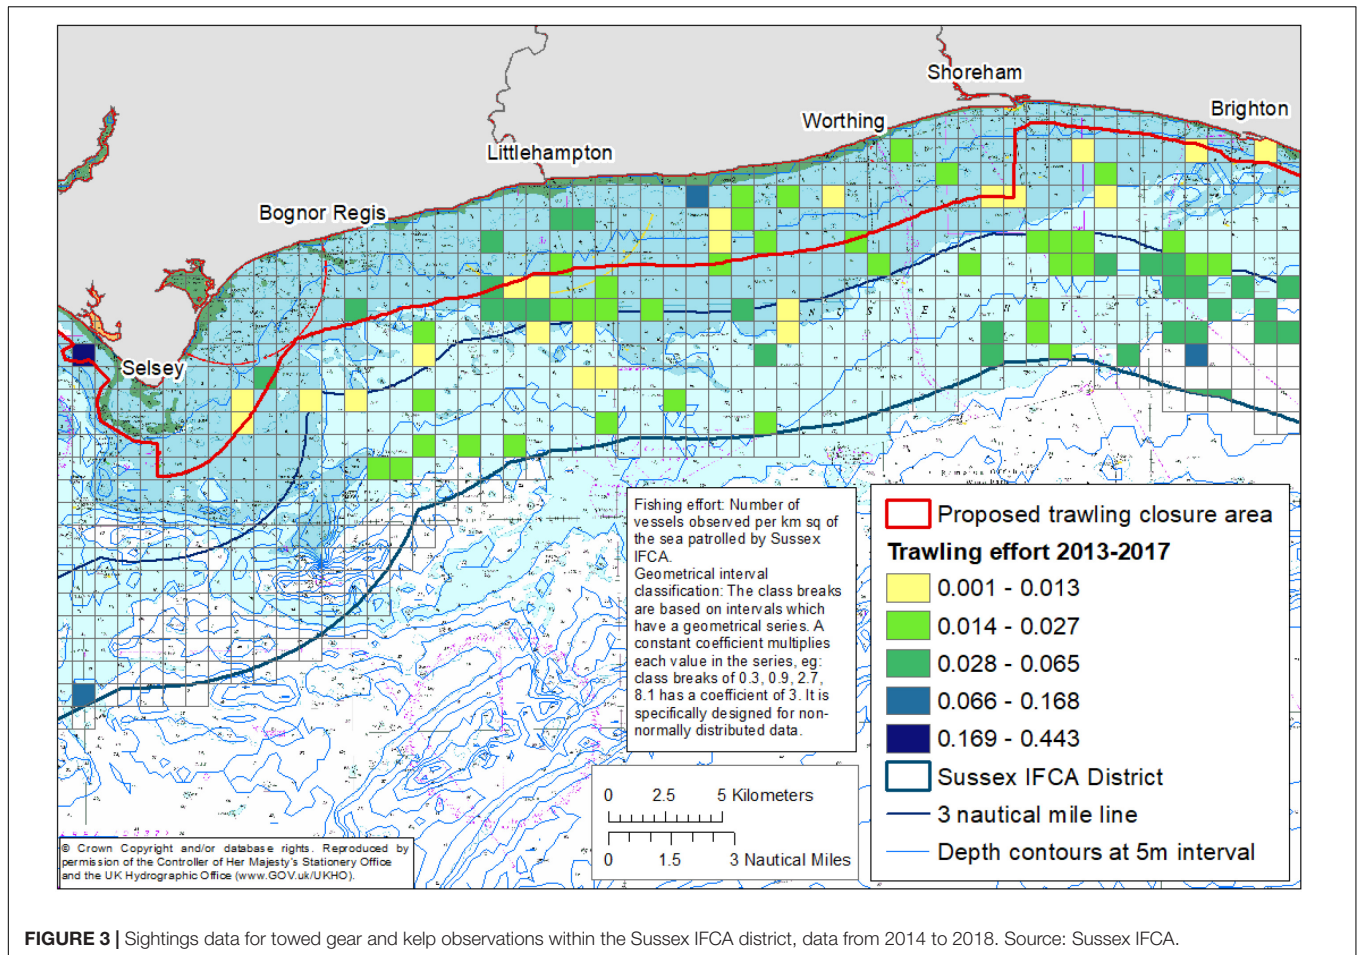 Shoreham
Brighton
Worthing
Littlehampton
Bognor Regis
Selsey
Fishing effort: Number of
vessels observed per km sq of
the sea patrolled by Sussex
IFCA.
Geometrical interval
classification: The class breaks
are based on intervals which
have a geometrical series. A
constant coefficient multiplies
each value in the series, eg:
class breaks of 0.3, 0.9, 2.7,
8.1 has a coefficient of 3. It is
specifically designed for non-
normally distributed data.
Proposed trawling closure area
Trawling effort 2013-2017
0.001 - 0.013
0.014 - 0.027
0.028 - 0.065
0.066 - 0.168
0.169 - 0.443
Sussex IFCA District
3 nautical mile line
Depth contours at 5m interval
0 2.5 5 Kilometers
0 1.5 3 Nautical Miles
© Crown Copyright and/or database rights. Reproduced by
permission of the Controller of Her Majesty's Stationery Office
and the UK Hydrographic Office (www.GOV.uk/UKHO).
FIGURE 3 | Sightings data for towed gear and kelp observations within the Sussex IFCA district, data from 2014 to 2018. Source: Sussex IFCA.